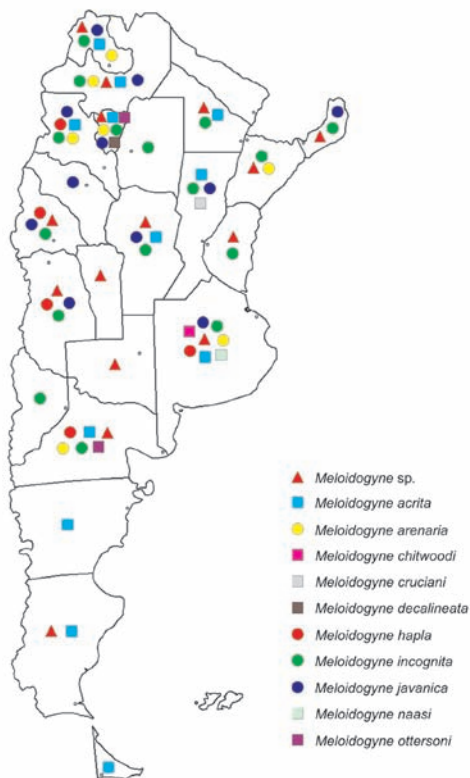 Meloidogyne sp.
Meloidogyne acrita
Meloidogyne arenaria
Meloidogyne chitwoodi
Meloidogyne cruciani
Meloidogyne decalineata
Meloidogyne hapla
Meloidogyne incognita
Meloidogyne javanica
Meloidogyne naasi
Meloidogyne ottersoni